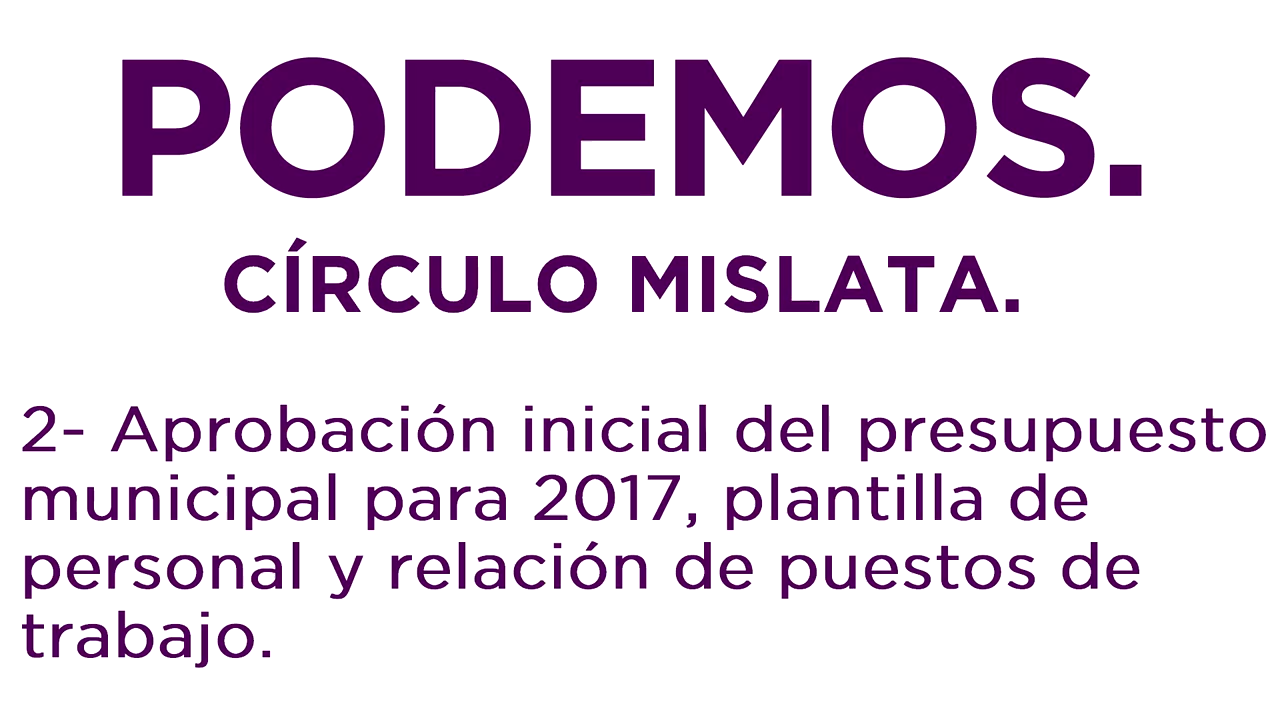 PODEMOS.
CÍRCULO MISLATA.
2- Aprobación inicial del presupuesto
municipal para 2017, plantilla de
personal y relación de puestos de
trabajo.